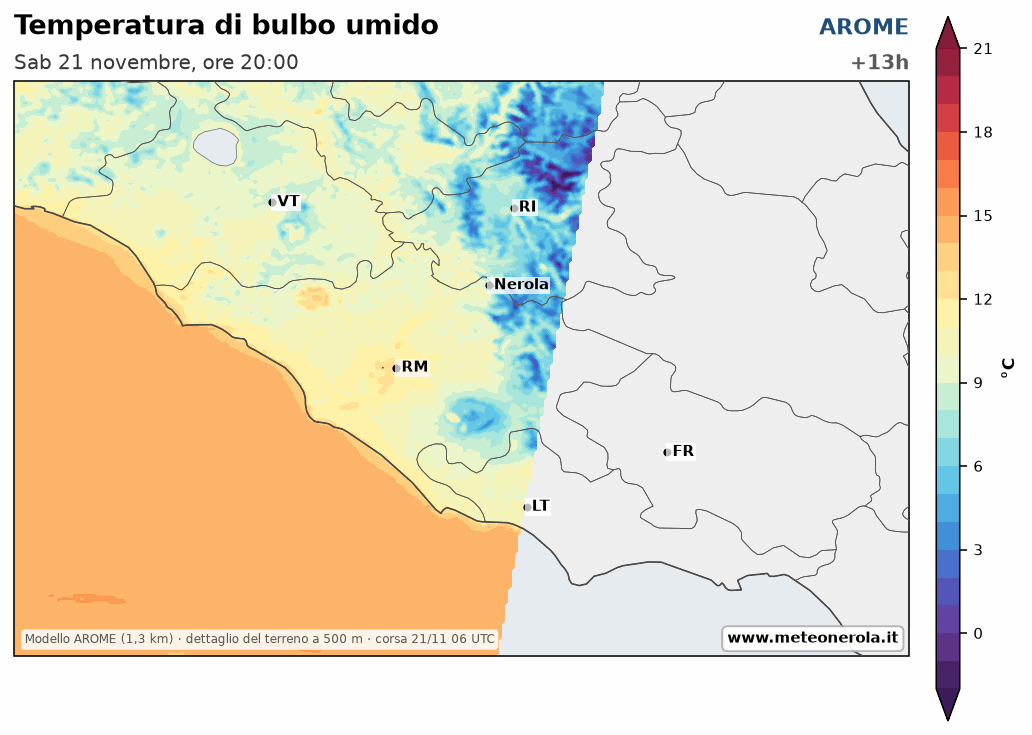 Temperatura di bulbo umido
AROME
Sab 21 novembre, ore 20:00
+13h
21
18
15
12
9
6
3
0
°C
VT
RI
Nerola
RM
FR
LT
Modello AROME (1,3 km) · dettaglio del terreno a 500 m · corsa 21/11 06 UTC
www.meteonerola.it